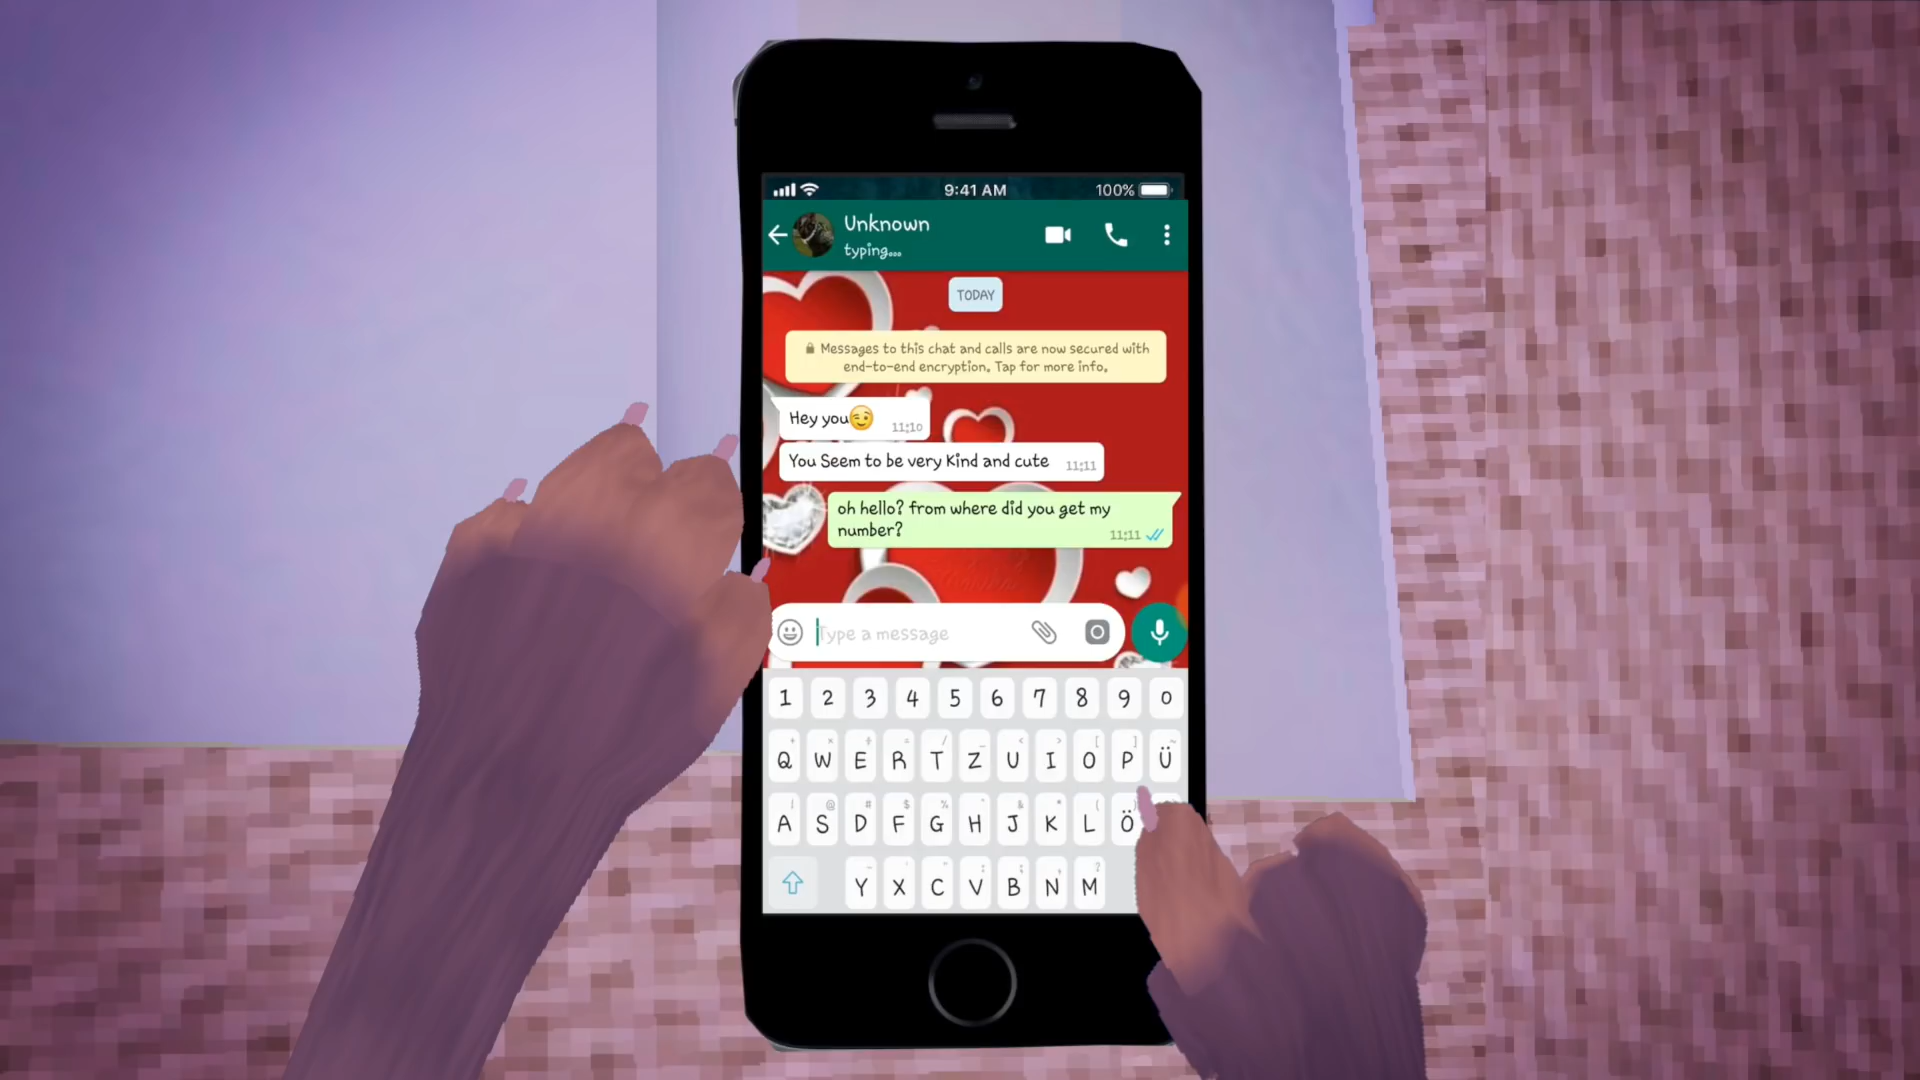 9:41 AM 100%
Unknown
typing...
TODAY
Messages to this chat and calls are now secured with
end-to-end encryption. Tap for more info.
Hey you😉 11:10
You Seem to be very Kind and cute 11:11
oh hello? from where did you get my
number? 11:11
Type a message
1 2 3 4 5 6 7 8 9 0
Q W E R T Z U I O P Ü
A S D F G H J K L Ö
Y X C V B N M